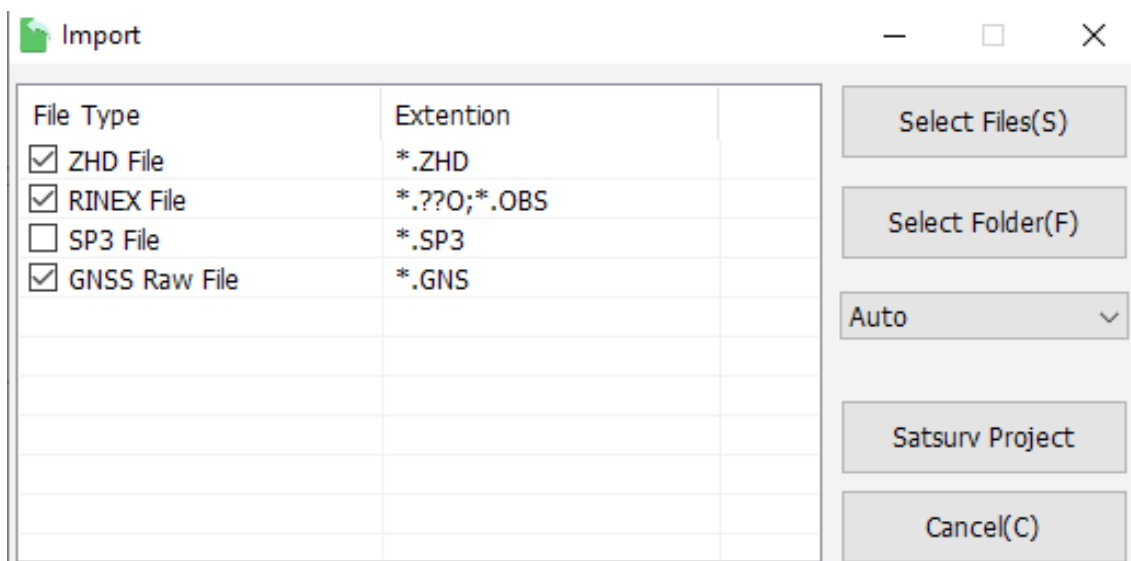 Import
File Type Extention
ZHD File *.ZHD
RINEX File *.??O;*.OBS
SP3 File *.SP3
GNSS Raw File *.GNS
Select Files(S)
Select Folder(F)
Auto
Satsurv Project
Cancel(C)